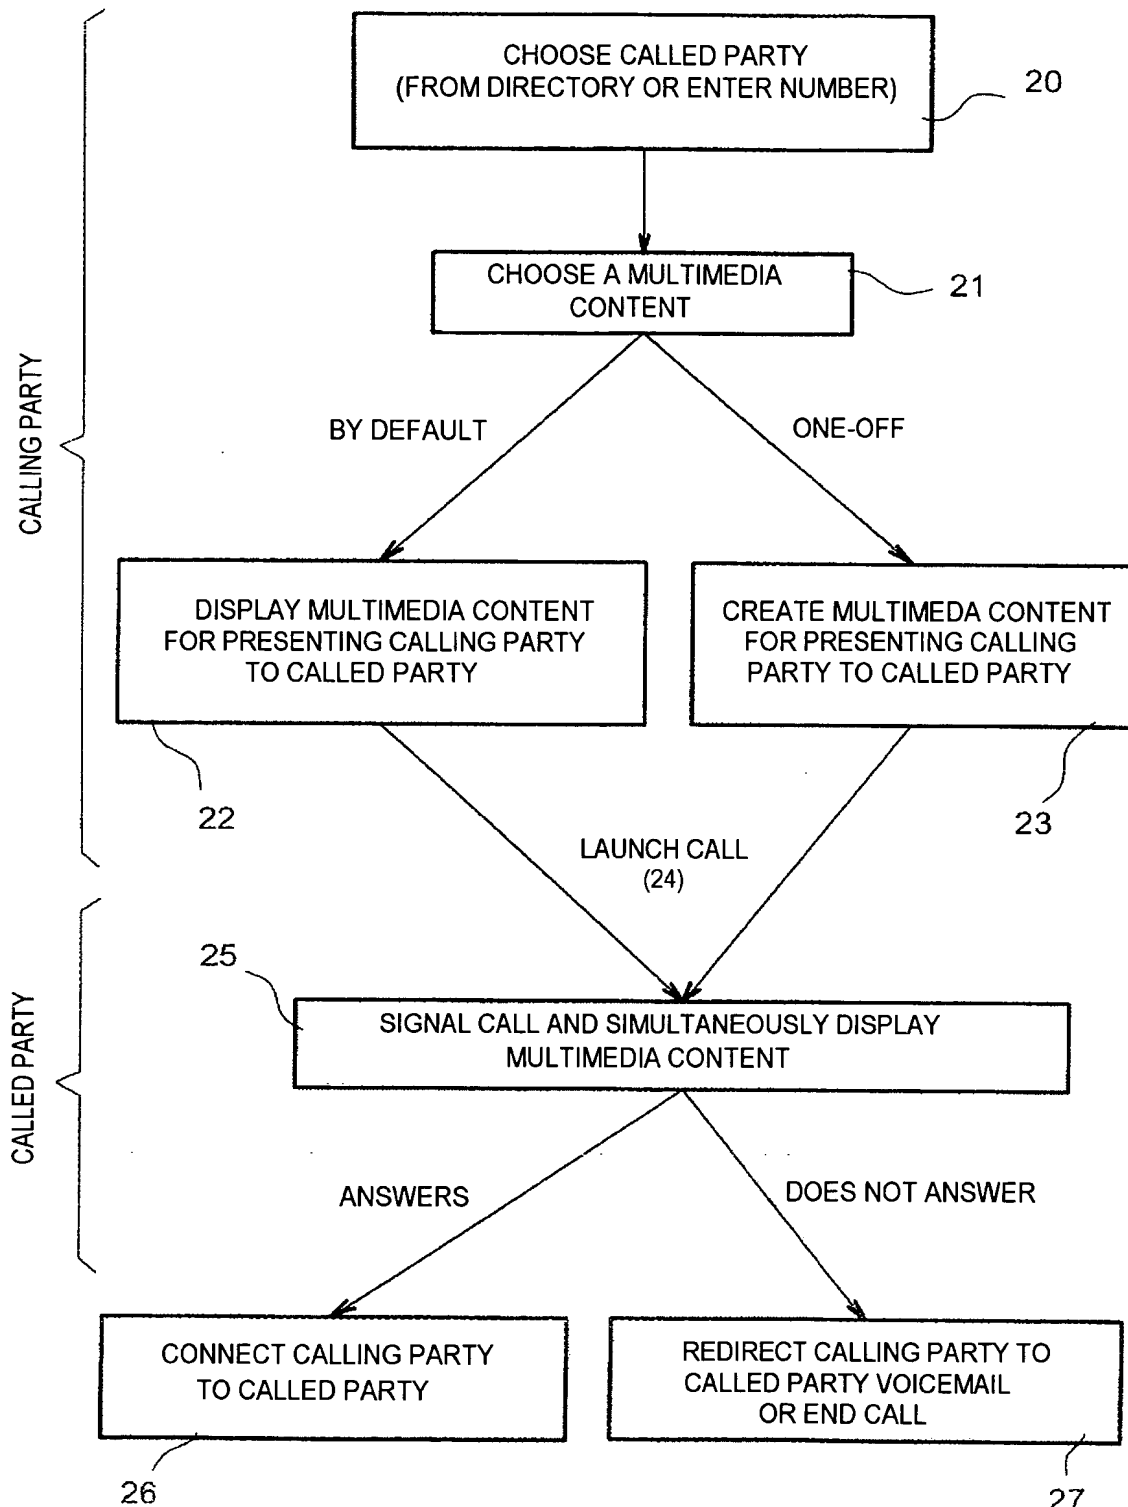 CHOOSE CALLED PARTY
(FROM DIRECTORY OR ENTER NUMBER)
20
CHOOSE A MULTIMEDIA
CONTENT
21
CALLING PARTY
BY DEFAULT
ONE-OFF
DISPLAY MULTIMEDIA CONTENT
FOR PRESENTING CALLING PARTY
TO CALLED PARTY
CREATE MULTIMEDA CONTENT
FOR PRESENTING CALLING
PARTY TO CALLED PARTY
22
23
LAUNCH CALL
(24)
25
SIGNAL CALL AND SIMULTANEOUSLY DISPLAY
MULTIMEDIA CONTENT
CALLED PARTY
ANSWERS
DOES NOT ANSWER
CONNECT CALLING PARTY
TO CALLED PARTY
REDIRECT CALLING PARTY TO
CALLED PARTY VOICEMAIL
OR END CALL
26
27